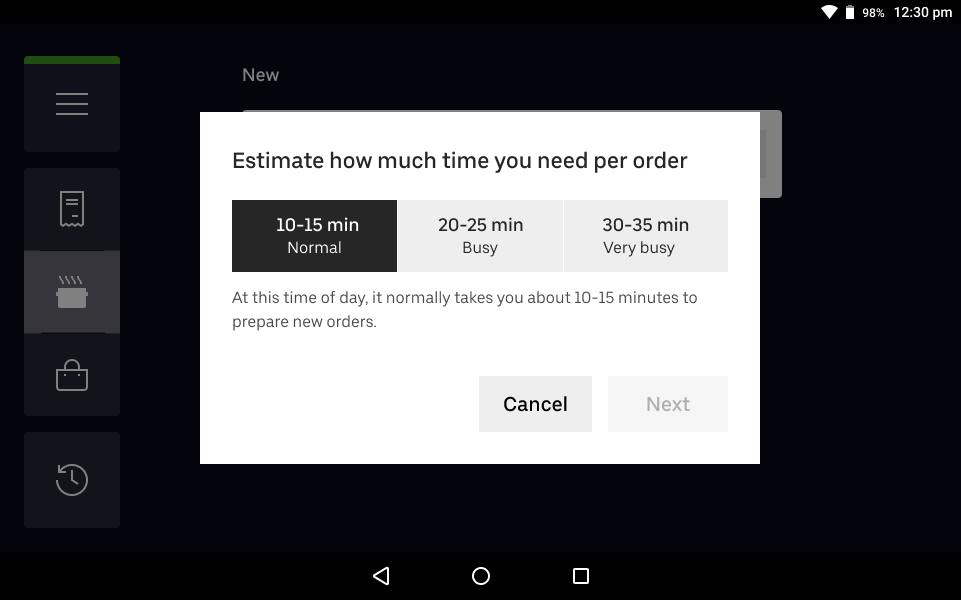 98% 12:30 pm
New
Estimate how much time you need per order
10-15 min 20-25 min 30-35 min
Normal Busy Very busy
At this time of day, it normally takes you about 10-15 minutes to
prepare new orders.
Cancel Next